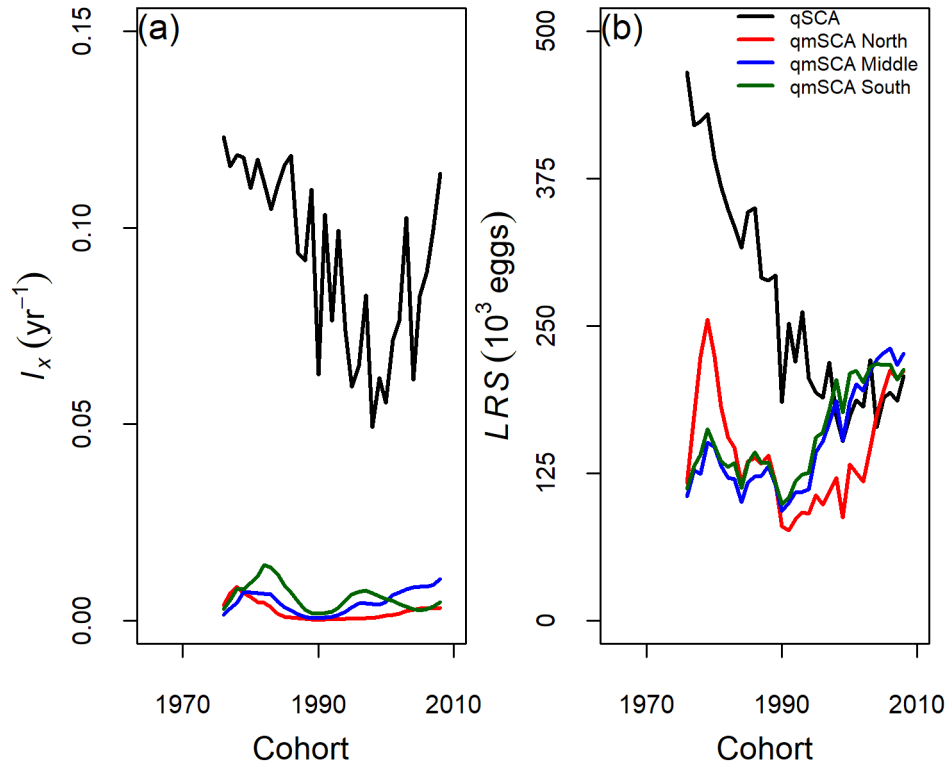 (a)
0.15
0.10
0.05
0.00
l x (yr−1)
1970 1990 2010
Cohort
(b)
qSCA
qmSCA North
qmSCA Middle
qmSCA South
500
375
250
125
0
LRS (10³ eggs)
1970 1990 2010
Cohort